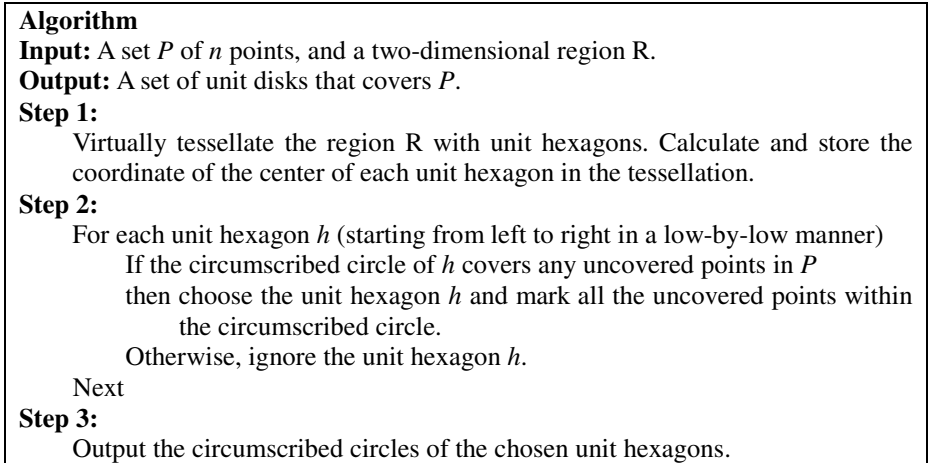 Algorithm
Input: A set P of n points, and a two-dimensional region R.
Output: A set of unit disks that covers P.
Step 1:
Virtually tessellate the region R with unit hexagons. Calculate and store the
coordinate of the center of each unit hexagon in the tessellation.
Step 2:
For each unit hexagon h (starting from left to right in a low-by-low manner)
If the circumscribed circle of h covers any uncovered points in P
then choose the unit hexagon h and mark all the uncovered points within
the circumscribed circle.
Otherwise, ignore the unit hexagon h.
Next
Step 3:
Output the circumscribed circles of the chosen unit hexagons.